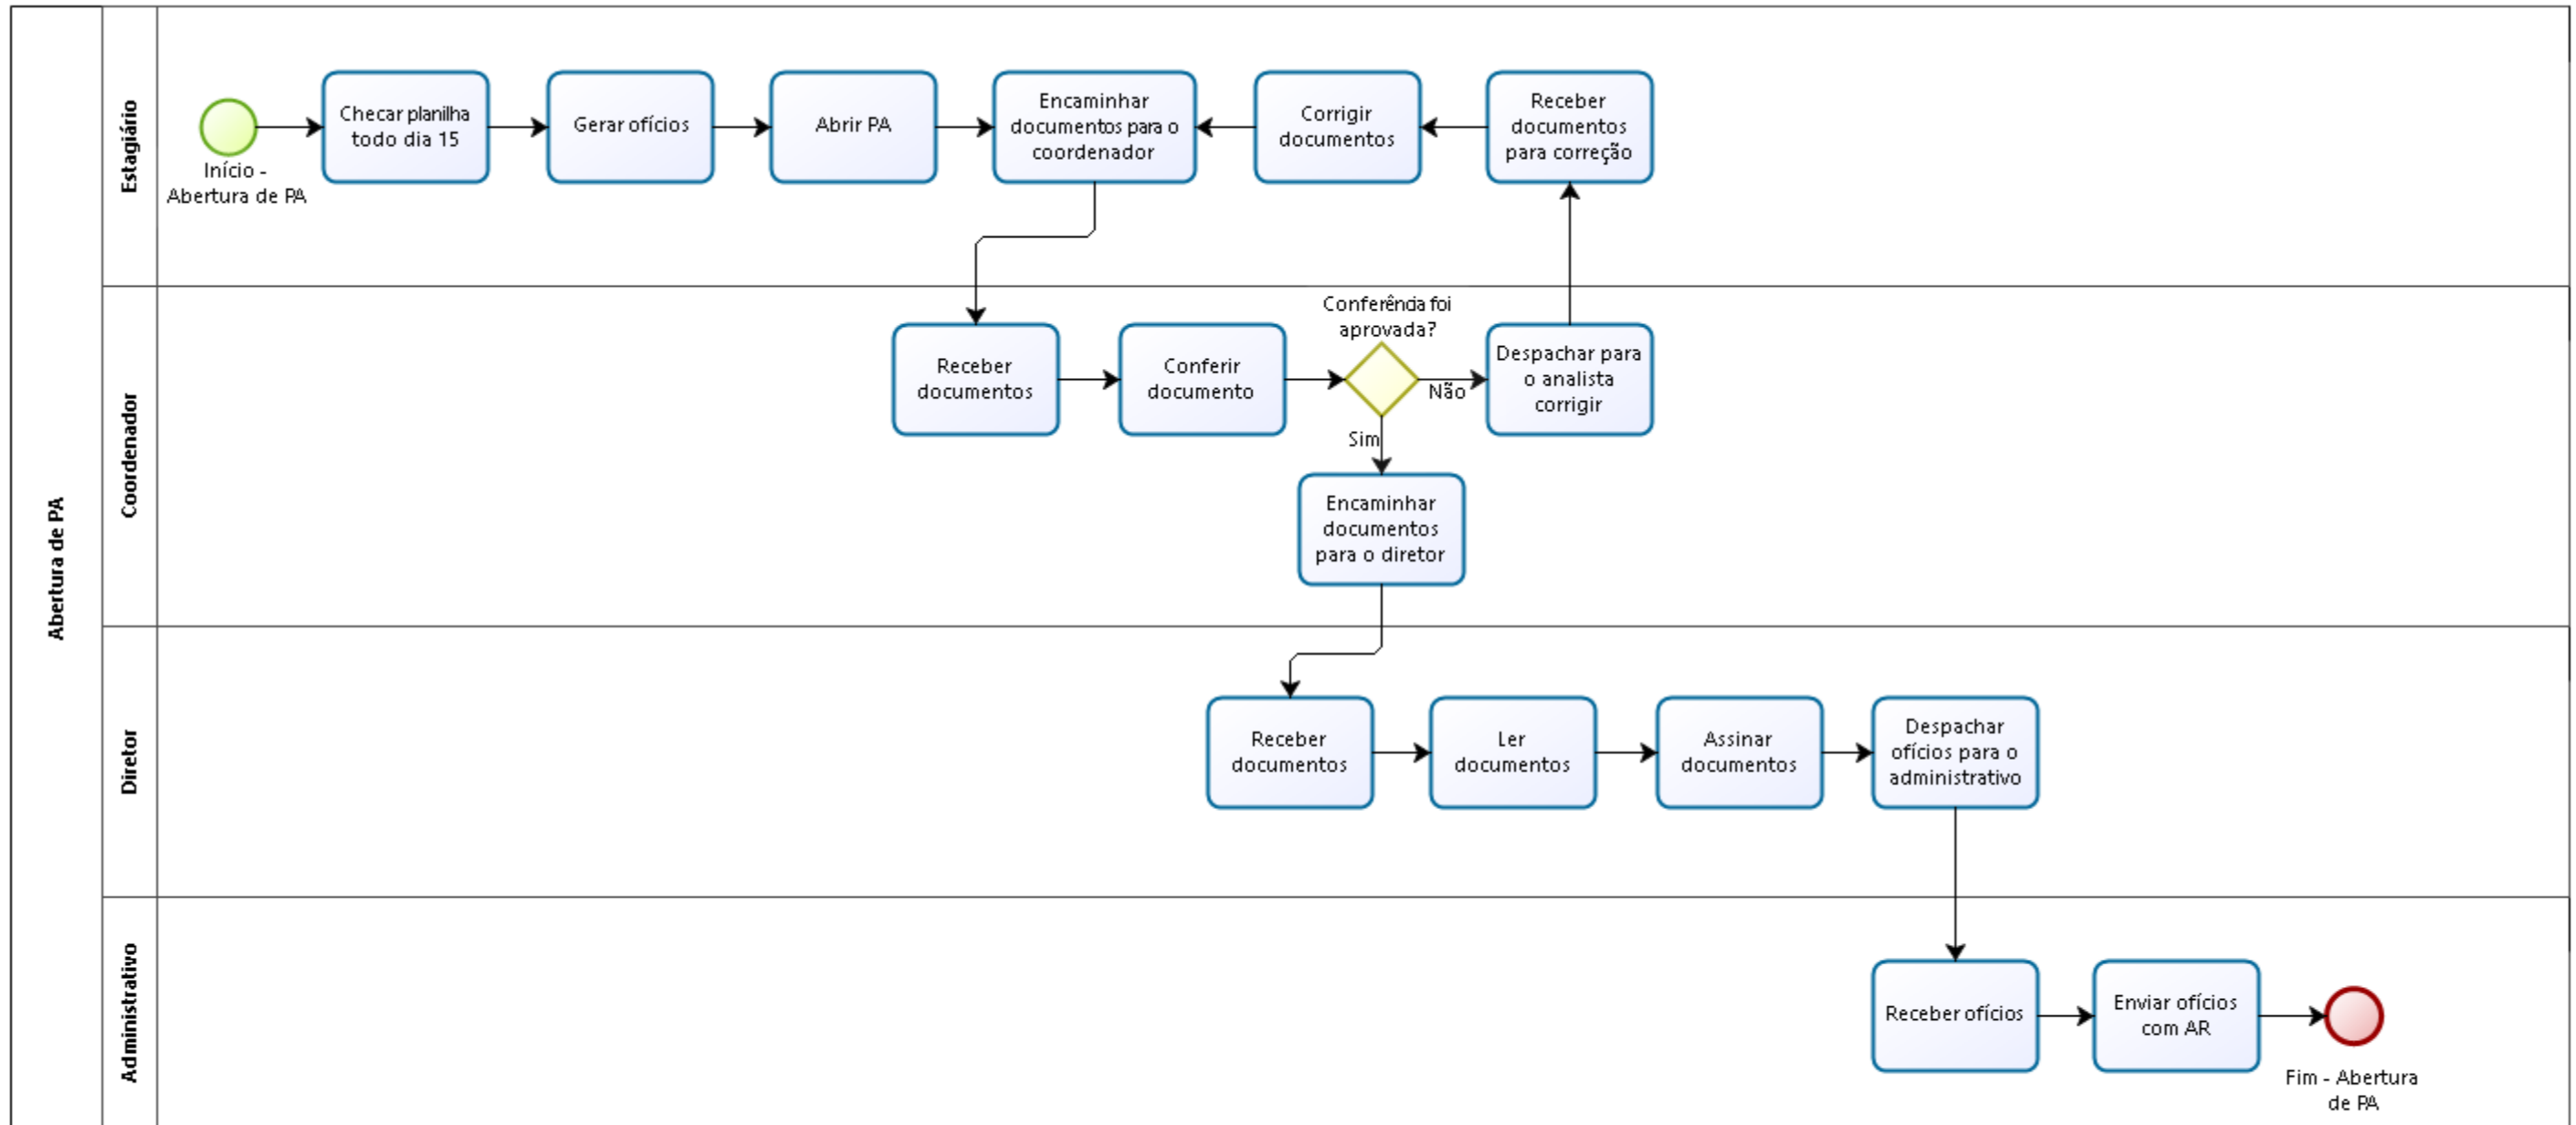 Abertura de PA
Estagiário
Início -
Abertura de PA
Checar planilha
todo dia 15
Gerar ofícios
Abrir PA
Encaminhar
documentos para o
coordenador
Corrigir
documentos
Receber
documentos
para correção
Coordenador
Receber
documentos
Conferir
documento
Conferência foi
aprovada?
Não
Sim
Despachar para
o analista
corrigir
Encaminhar
documentos
para o diretor
Diretor
Receber
documentos
Ler
documentos
Assinar
documentos
Despachar
ofícios para o
administrativo
Administrativo
Receber ofícios
Enviar ofícios
com AR
Fim - Abertura
de PA